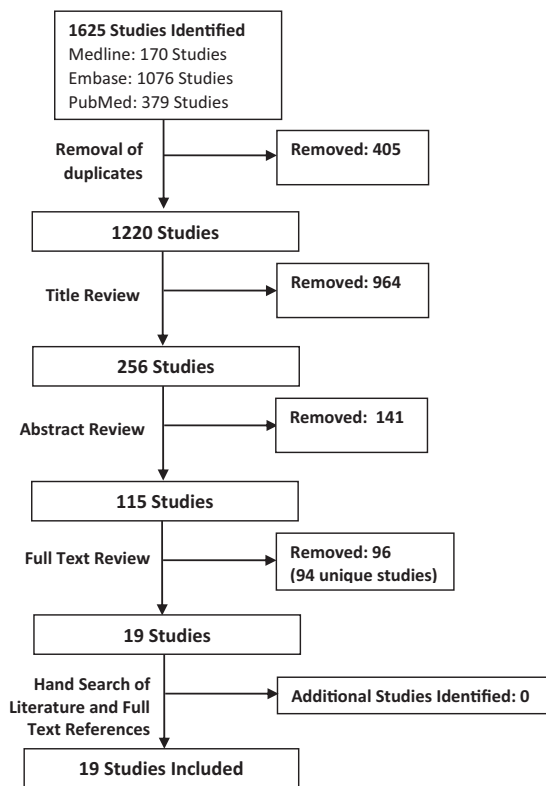 1625 Studies Identified
Medline: 170 Studies
Embase: 1076 Studies
PubMed: 379 Studies
Removal of
duplicates
Removed: 405
1220 Studies
Title Review
Removed: 964
256 Studies
Abstract Review
Removed: 141
115 Studies
Full Text Review
Removed: 96
(94 unique studies)
19 Studies
Hand Search of
Literature and Full
Text References
Additional Studies Identified: 0
19 Studies Included